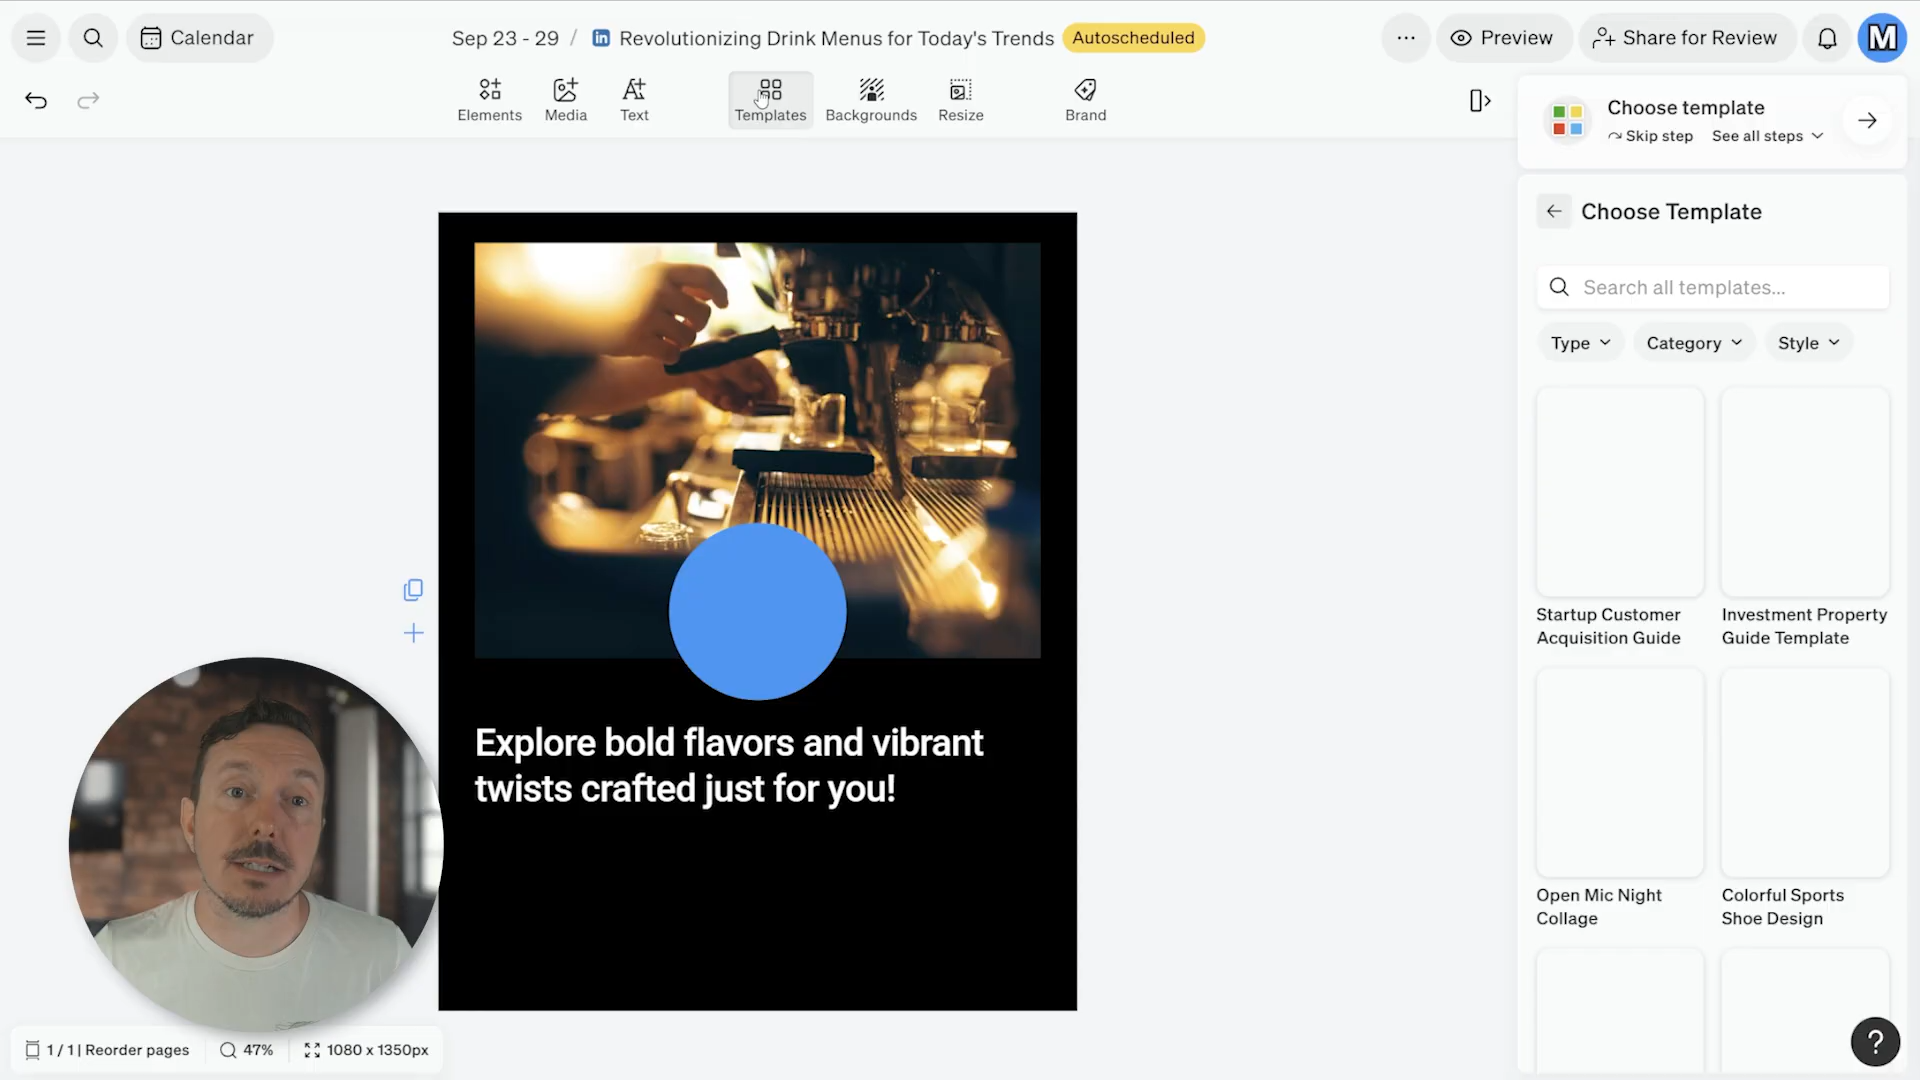 Calendar
Sep 23 - 29 / in Revolutionizing Drink Menus for Today's Trends Autoscheduled
... Preview
Share for Review
M
Elements
Media
Text
Templates
Backgrounds
Resize
Brand
Choose template
Skip step
See all steps
Choose Template
Search all templates...
Type
Category
Style
Startup Customer
Acquisition Guide
Investment Property
Guide Template
Open Mic Night
Collage
Colorful Sports
Shoe Design
Explore bold flavors and vibrant
twists crafted just for you!
1 / 1 | Reorder pages
47%
1080 x 1350px
?